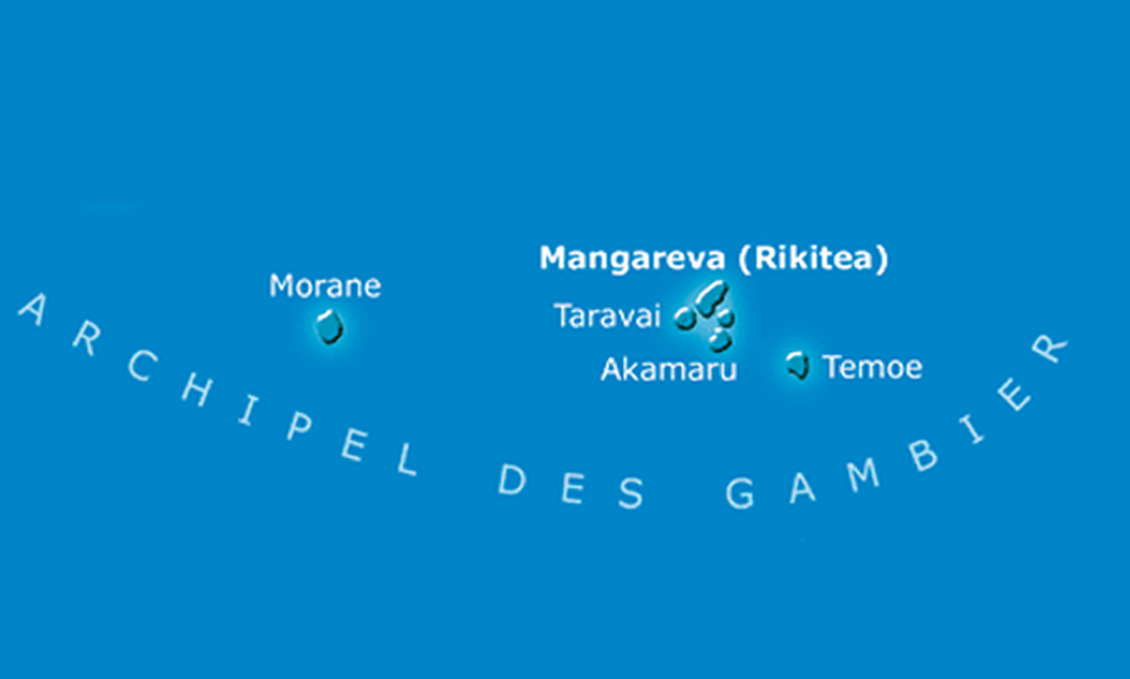 Mangareva (Rikitea)
Morane
Taravai
Akamaru
Temoe
ARCHIPEL DES GAMBIER